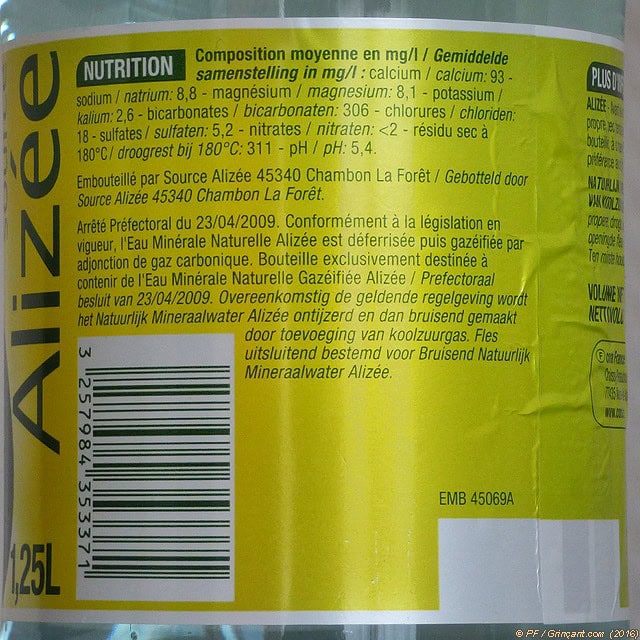 Alizée
1,25L
NUTRITION
Composition moyenne en mg/l / Gemiddelde
samenstelling in mg/l : calcium / calcium: 93 -
sodium / natrium: 8,8 - magnésium / magnesium: 8,1 - potassium /
kalium: 2,6 - bicarbonates / bicarbonaten: 306 - chlorures / chloriden:
18 - sulfates / sulfaten: 5,2 - nitrates / nitraten: <2 - résidu sec à
180°C / droogrest bij 180°C: 311 - pH / pH: 5,4.
Embouteillé par Source Alizée 45340 Chambon La Forêt / Gebotteld door
Source Alizée 45340 Chambon La Forêt.
Arrêté Préfectoral du 23/04/2009. Conformément à la législation en
vigueur, l'Eau Minérale Naturelle Alizée est déferrisée puis gazéifiée par
adjonction de gaz carbonique. Bouteille exclusivement destinée à
contenir de l'Eau Minérale Naturelle Gazéifiée Alizée / Prefectoraal
besluit van 23/04/2009. Overeenkomstig de geldende regelgeving wordt
het Natuurlijk Mineraalwater Alizée ontijzerd en dan bruisend gemaakt
door toevoeging van koolzuurgas. Fles
uitsluitend bestemd voor Bruisend Natuurlijk
Mineraalwater Alizée.
3 257984 353371
EMB 45069A
PLUS D'
ALIZÉE
VOLUME
© PF / Grinçant.com (2016)